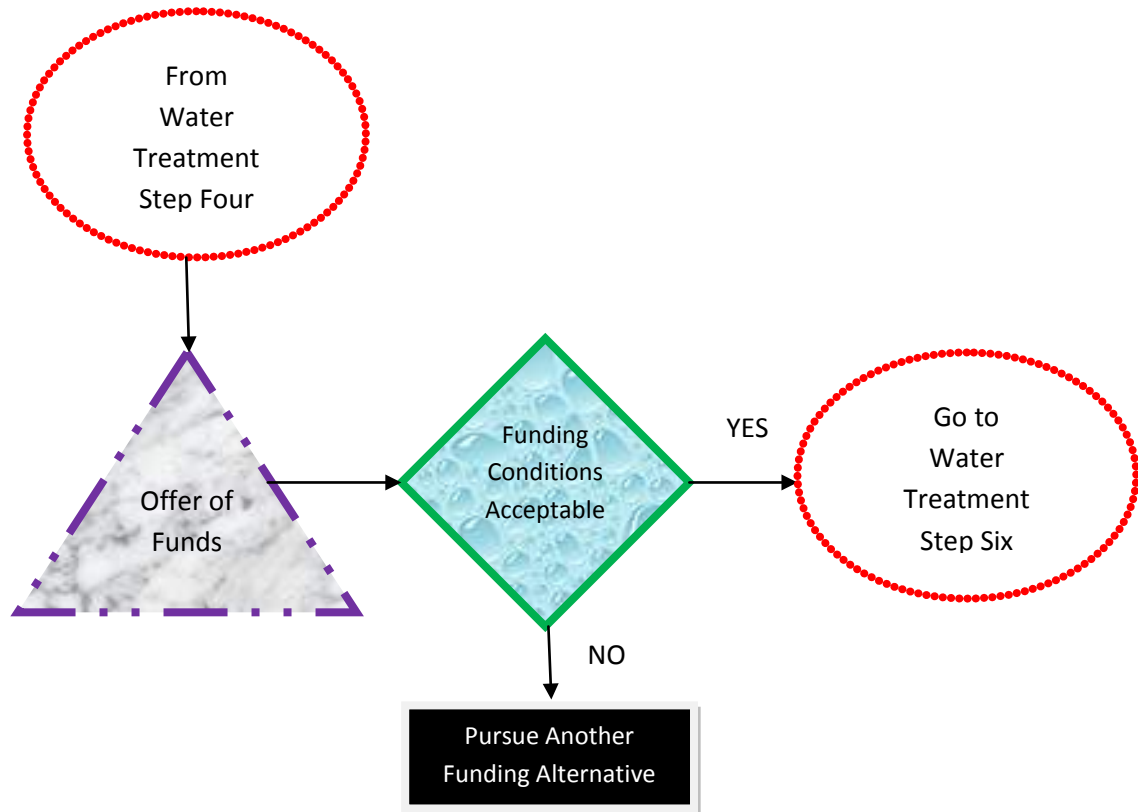 From
Water
Treatment
Step Four
Offer of
Funds
Funding
Conditions
Acceptable
YES
Go to
Water
Treatment
Step Six
NO
Pursue Another
Funding Alternative